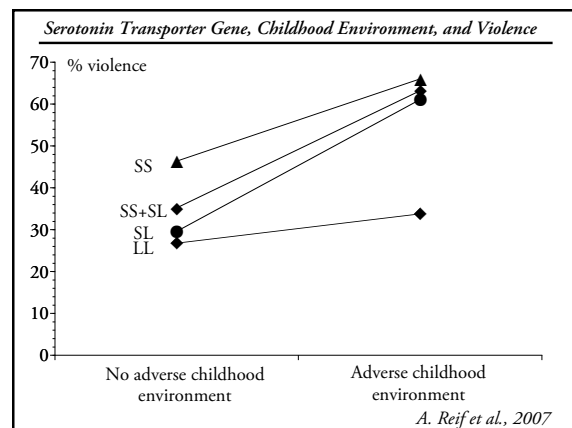 Serotonin Transporter Gene, Childhood Environment, and Violence
70
% violence
60
50
SS
40
SS+SL
30
SL
LL
20
10
0
No adverse childhood
environment
Adverse childhood
environment
A. Reif et al., 2007